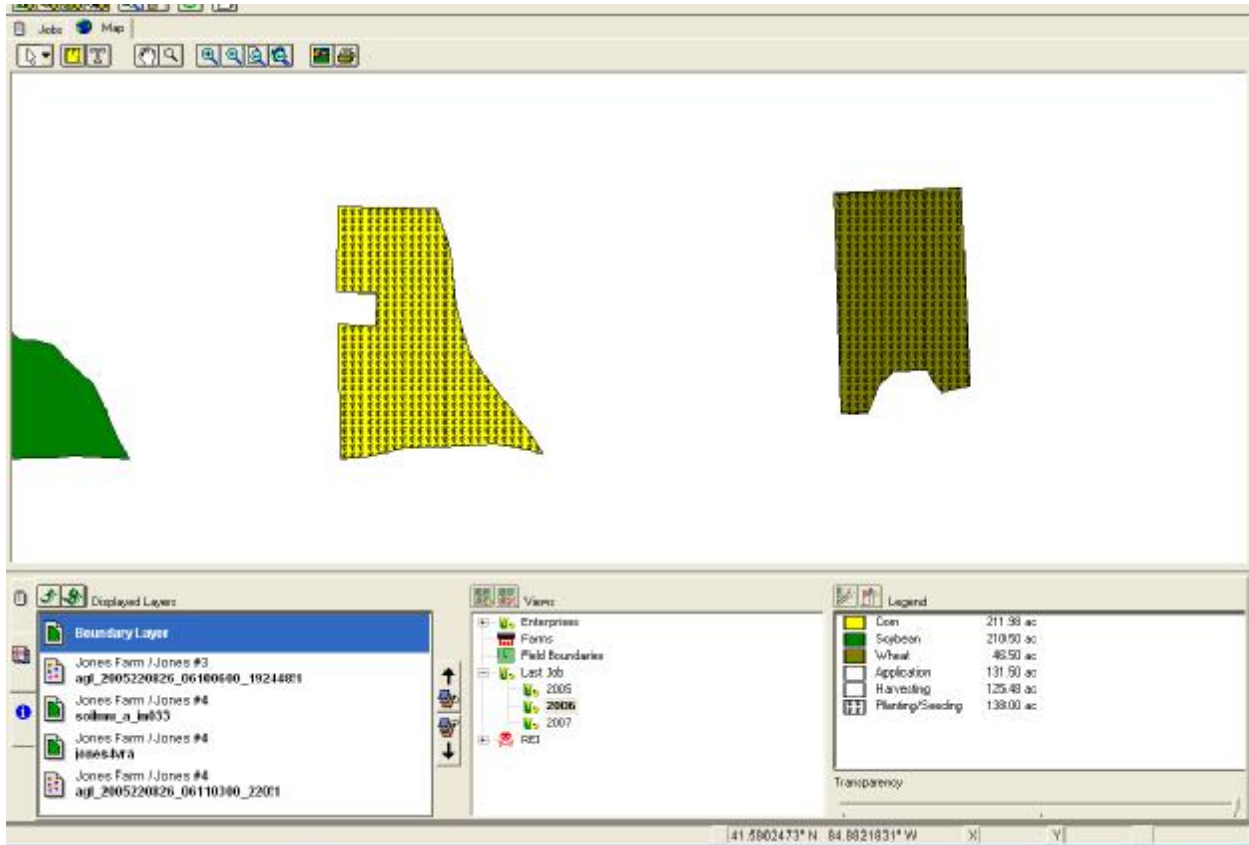 Jobs Map
Displayed Layers
Boundary Layer
Jones Farm / Jones #3
Jones Farm / Jones #4
soilmu_a_in033
Jones Farm / Jones #4
Jones Farm / Jones #4
Views
Enterprises
Farms
Field Boundaries
Last Job
2005
2006
2007
REI
Legend
Corn 211.98 ac
Soybean 210.50 ac
Wheat 46.50 ac
Application 131.50 ac
Harvesting 125.48 ac
Planting/Seeding 138.00 ac
Transparency
41.5802473° N 84.8821831° W X Y